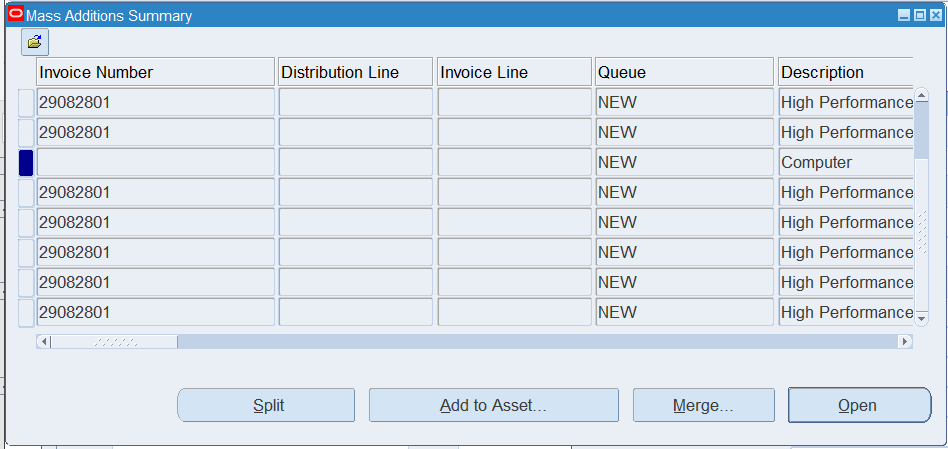 Mass Additions Summary
Invoice Number Distribution Line Invoice Line Queue Description
29082801 NEW High Performance
29082801 NEW High Performance
NEW Computer
29082801 NEW High Performance
29082801 NEW High Performance
29082801 NEW High Performance
29082801 NEW High Performance
29082801 NEW High Performance
Split Add to Asset... Merge... Open